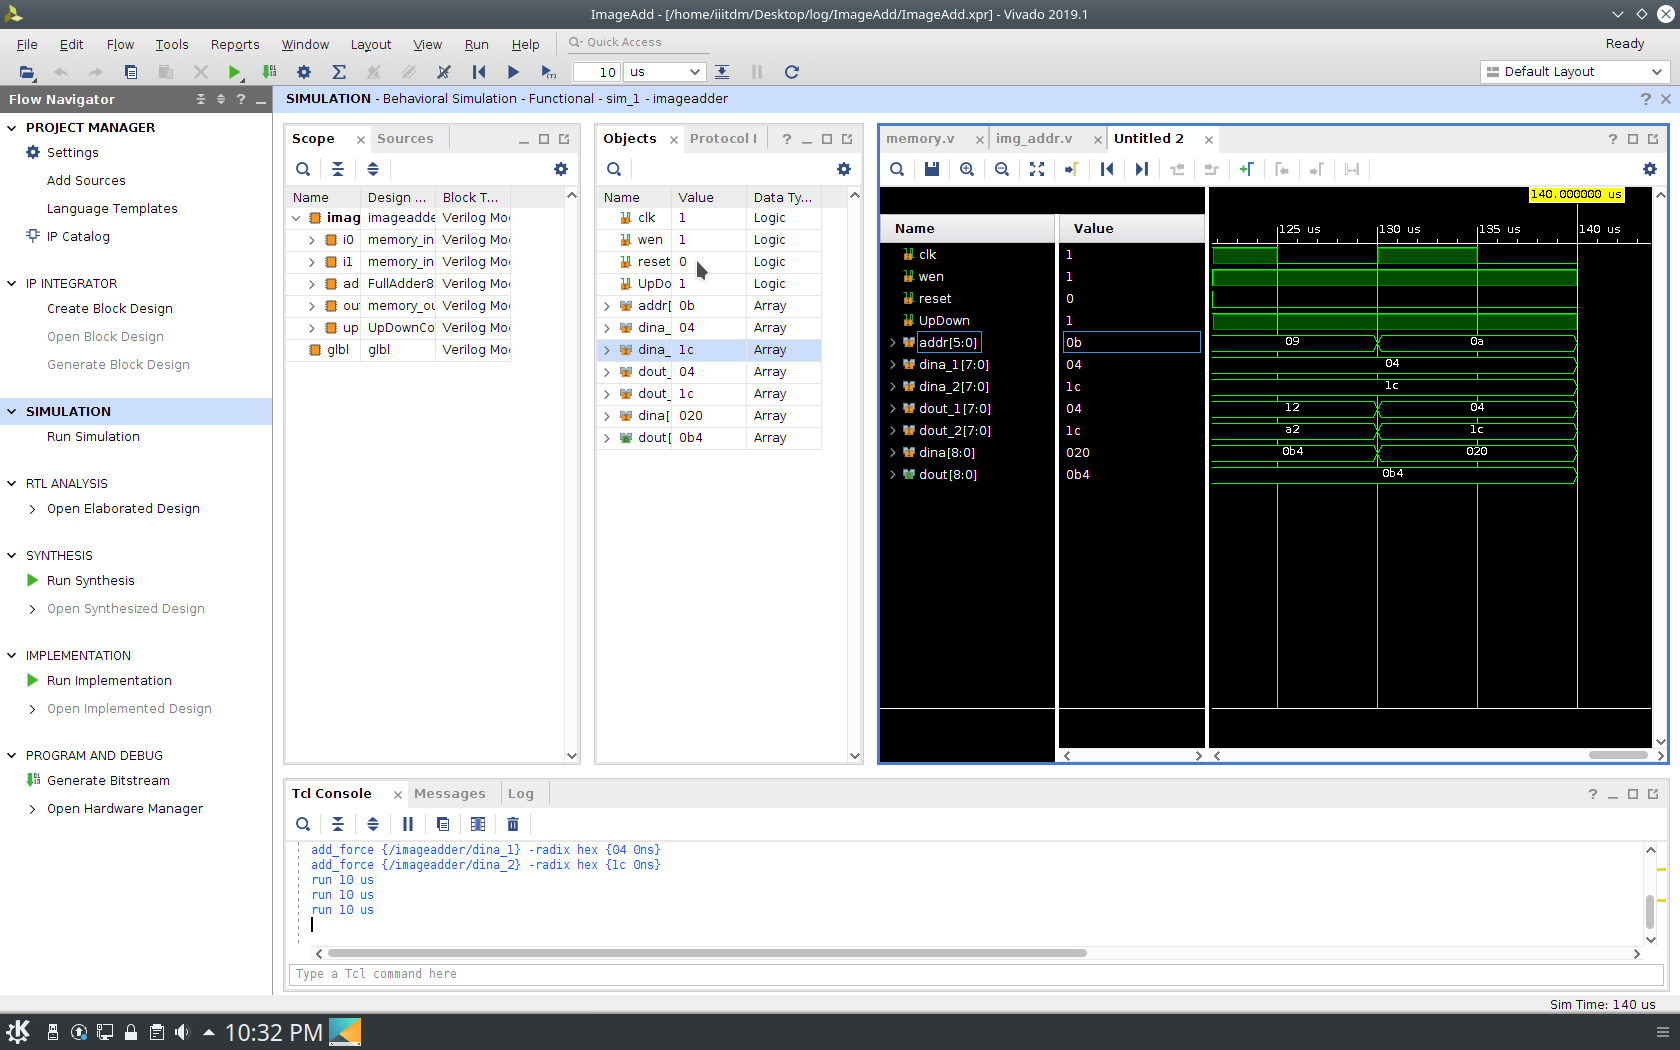 ImageAdd - [/home/iiitdm/Desktop/log/ImageAdd/ImageAdd.xpr] - Vivado 2019.1
File Edit Flow Tools Reports Window Layout View Run Help Quick Access Ready
10 us Default Layout
Flow Navigator
SIMULATION - Behavioral Simulation - Functional - sim_1 - imageadder
PROJECT MANAGER
Settings
Add Sources
Language Templates
IP Catalog
IP INTEGRATOR
Create Block Design
Open Block Design
Generate Block Design
SIMULATION
Run Simulation
RTL ANALYSIS
Open Elaborated Design
SYNTHESIS
Run Synthesis
Open Synthesized Design
IMPLEMENTATION
Run Implementation
Open Implemented Design
PROGRAM AND DEBUG
Generate Bitstream
Open Hardware Manager
Scope Sources
Name Design ... Block T...
imag imageadde Verilog Mo
i0 memory_in Verilog Mo
i1 memory_in Verilog Mo
ad FullAdder8 Verilog Mo
ou memory_ou Verilog Mo
up UpDownCo Verilog Mo
glbl glbl Verilog Mo
Objects Protocol I
Name Value Data Ty...
clk 1 Logic
wen 1 Logic
reset 0 Logic
UpDo 1 Logic
addr[ 0b Array
dina_ 04 Array
dina_ 1c Array
dout_ 04 Array
dout_ 1c Array
dina[ 020 Array
dout[ 0b4 Array
memory.v img_addr.v Untitled 2
140.000000 us
Name Value 125 us 130 us 135 us 140 us
clk 1
wen 1
reset 0
UpDown 1
addr[5:0] 0b 09 0a
dina_1[7:0] 04 04
dina_2[7:0] 1c 1c
dout_1[7:0] 04 12 04
dout_2[7:0] 1c a2 1c
dina[8:0] 020 0b4 020
dout[8:0] 0b4 0b4
Tcl Console Messages Log
add_force {/imageadder/dina_1} -radix hex {04 0ns}
add_force {/imageadder/dina_2} -radix hex {1c 0ns}
run 10 us
run 10 us
run 10 us
Type a Tcl command here
Sim Time: 140 us
10:32 PM